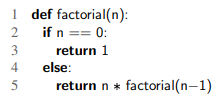 1 def factorial(n):
2   if n == 0:
3     return 1
4   else:
5     return n * factorial(n−1)